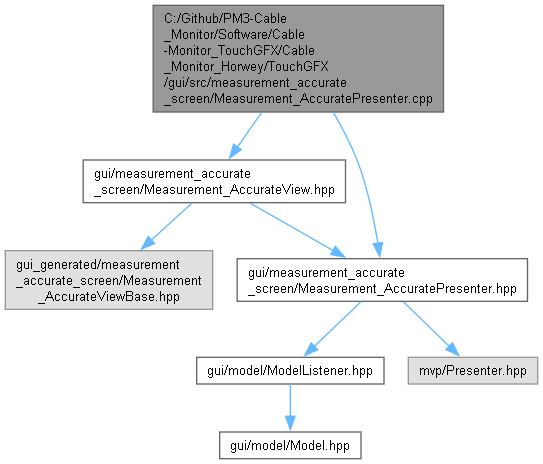 C:/Github/PM3-Cable
_Monitor/Software/Cable
-Monitor_TouchGFX/Cable
_Monitor_Horwey/TouchGFX
/gui/src/measurement_accurate
_screen/Measurement_AccuratePresenter.cpp
gui/measurement_accurate
_screen/Measurement_AccurateView.hpp
gui_generated/measurement
_accurate_screen/Measurement
_AccurateViewBase.hpp
gui/measurement_accurate
_screen/Measurement_AccuratePresenter.hpp
gui/model/ModelListener.hpp
mvp/Presenter.hpp
gui/model/Model.hpp